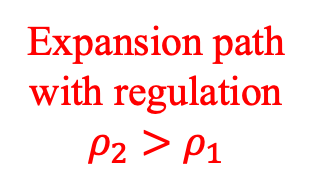 Expansion path
with regulation
ρ₂ > ρ₁